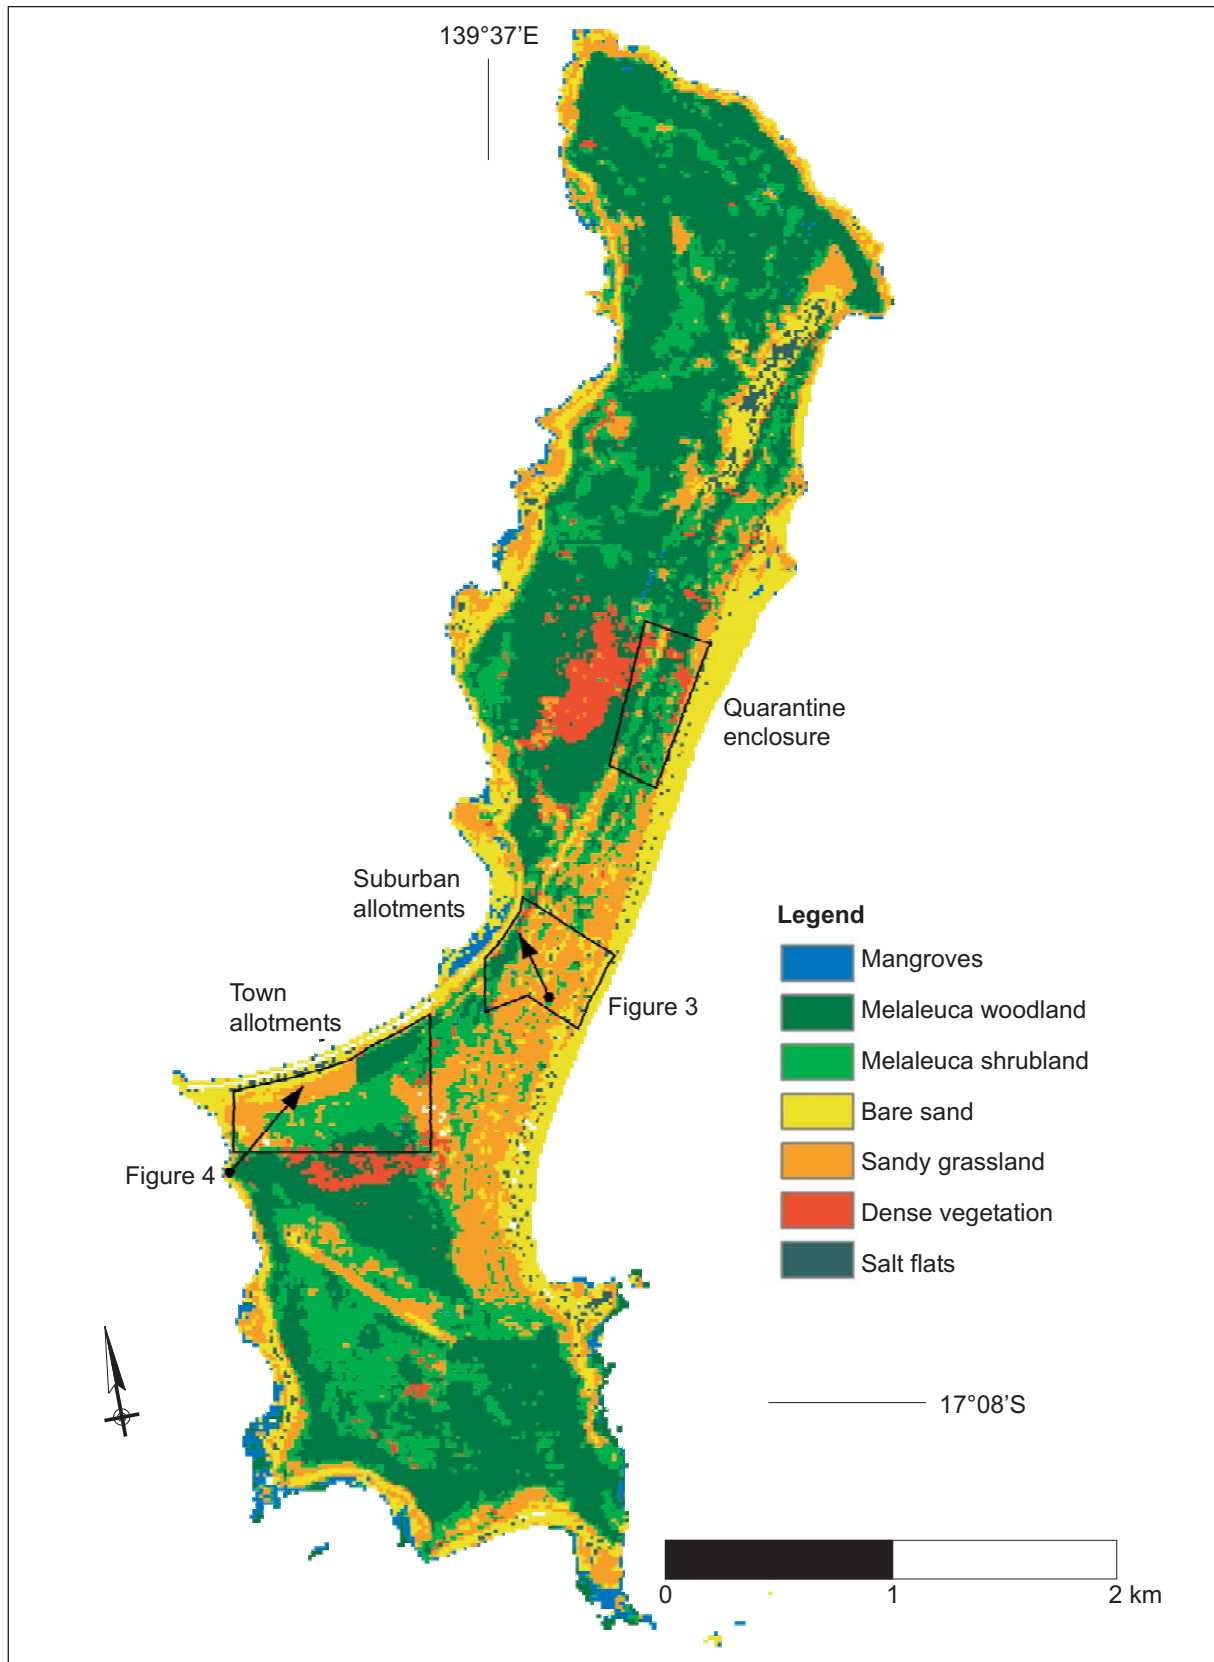 139°37’E
Quarantine
enclosure
Suburban
allotments
Figure 3
Town
allotments
Figure 4
Legend
Mangroves
Melaleuca woodland
Melaleuca shrubland
Bare sand
Sandy grassland
Dense vegetation
Salt flats
17°08’S
0 1 2 km